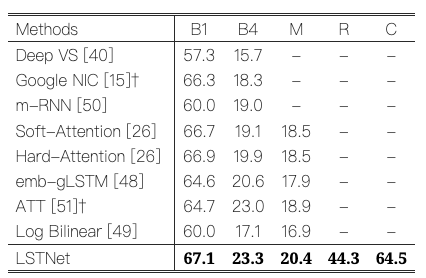 Methods B1 B4 M R C
Deep VS [40] 57.3 15.7 – – –
Google NIC [15]† 66.3 18.3 – – –
m–RNN [50] 60.0 19.0 – – –
Soft–Attention [26] 66.7 19.1 18.5 – –
Hard–Attention [26] 66.9 19.9 18.5 – –
emb–gLSTM [48] 64.6 20.6 17.9 – –
ATT [51]† 64.7 23.0 18.9 – –
Log Bilinear [49] 60.0 17.1 16.9 – –
LSTNet 67.1 23.3 20.4 44.3 64.5